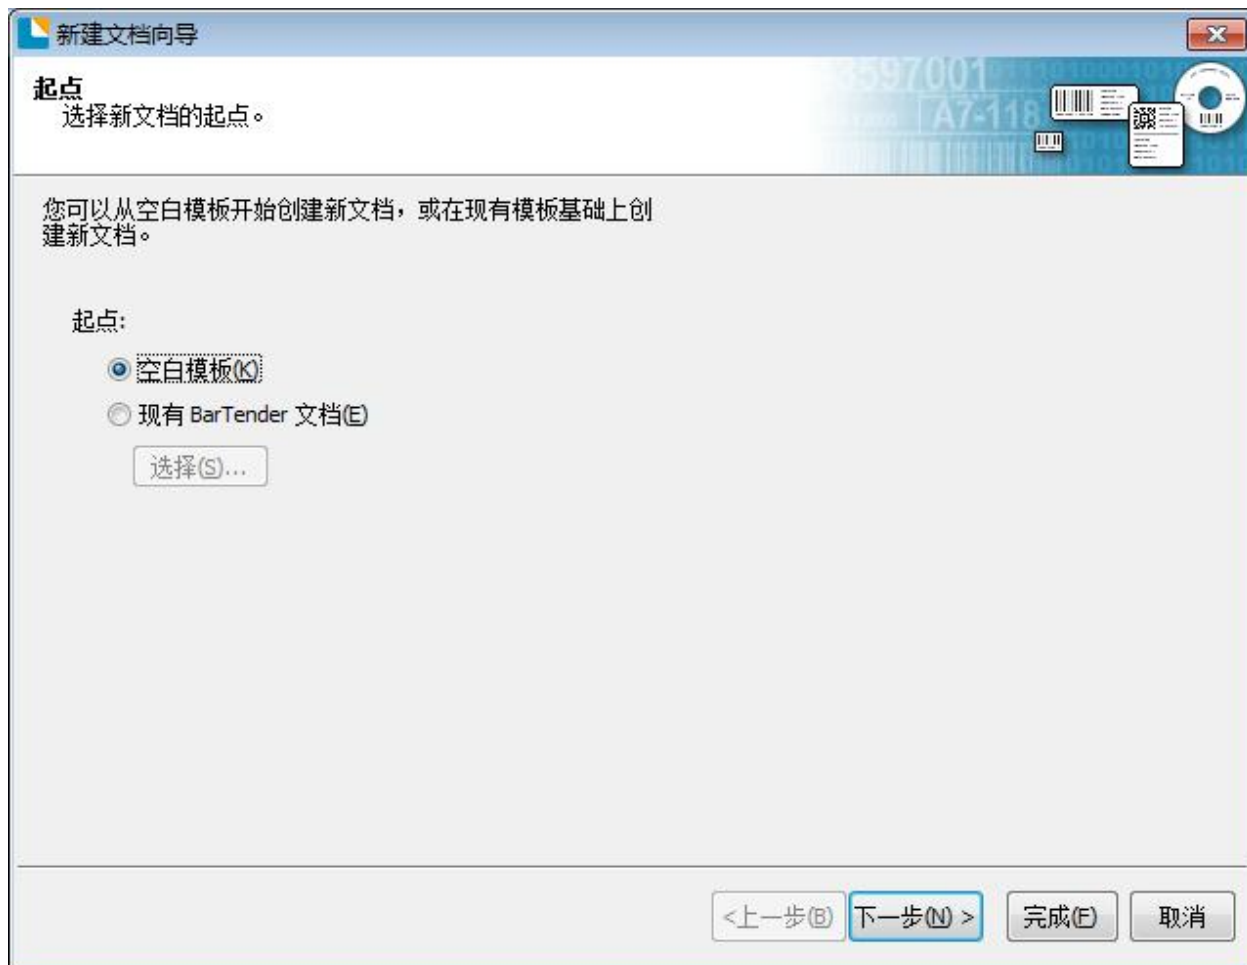 新建文档向导
起点
选择新文档的起点。
3597001
A7-118
您可以从空白模板开始创建新文档，或在现有模板基础上创
建新文档。
起点:
空白模板(K)
现有 BarTender 文档(E)
选择(S)...
<上一步(B)
下一步(N) >
完成(F)
取消